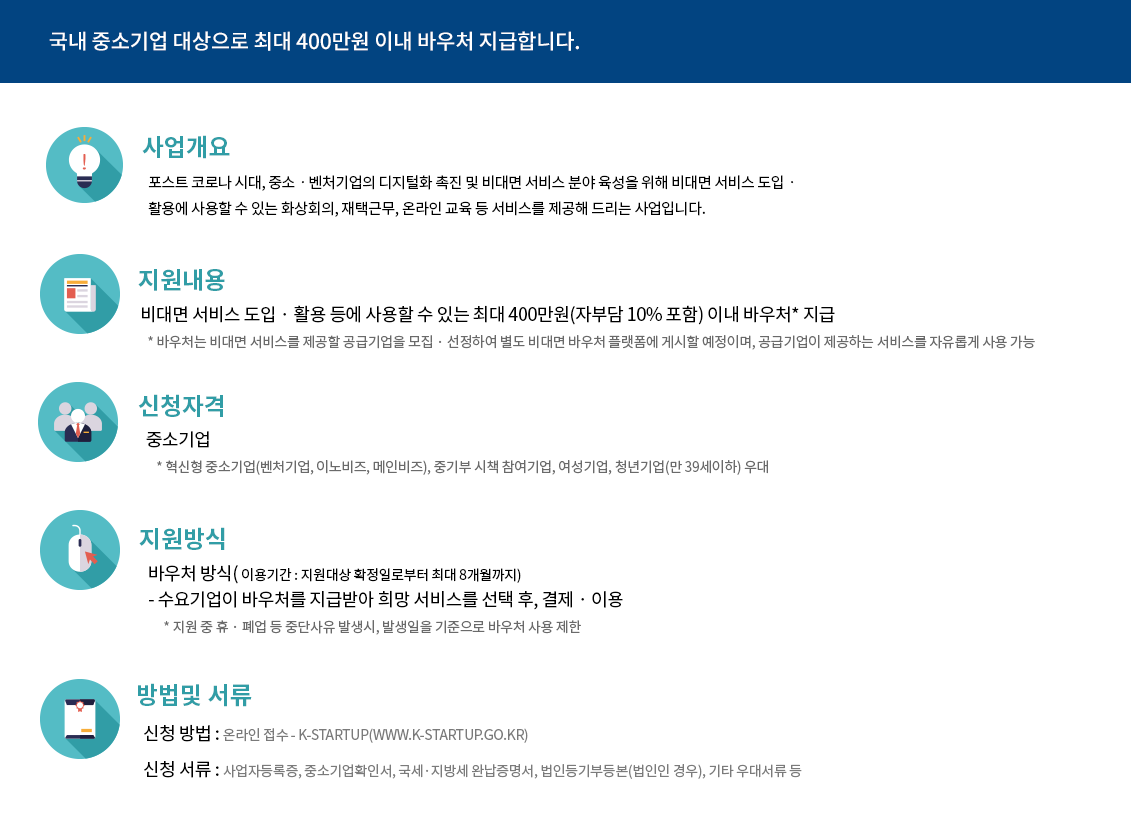 국내 중소기업 대상으로 최대 400만원 이내 바우처 지급합니다.
사업개요
포스트 코로나 시대, 중소 · 벤처기업의 디지털화 촉진 및 비대면 서비스 분야 육성을 위해 비대면 서비스 도입 ·
활용에 사용할 수 있는 화상회의, 재택근무, 온라인 교육 등 서비스를 제공해 드리는 사업입니다.
지원내용
비대면 서비스 도입 · 활용 등에 사용할 수 있는 최대 400만원(자부담 10% 포함) 이내 바우처* 지급
* 바우처는 비대면 서비스를 제공할 공급기업을 모집 · 선정하여 별도 비대면 바우처 플랫폼에 게시할 예정이며, 공급기업이 제공하는 서비스를 자유롭게 사용 가능
신청자격
중소기업
* 혁신형 중소기업(벤처기업, 이노비즈, 메인비즈), 중기부 시책 참여기업, 여성기업, 청년기업(만 39세이하) 우대
지원방식
바우처 방식( 이용기간 : 지원대상 확정일로부터 최대 8개월까지)
- 수요기업이 바우처를 지급받아 희망 서비스를 선택 후, 결제 · 이용
* 지원 중 휴 · 폐업 등 중단사유 발생시, 발생일을 기준으로 바우처 사용 제한
방법및 서류
신청 방법 : 온라인 접수 - K-STARTUP(WWW.K-STARTUP.GO.KR)
신청 서류 : 사업자등록증, 중소기업확인서, 국세·지방세 완납증명서, 법인등기부등본(법인인 경우), 기타 우대서류 등